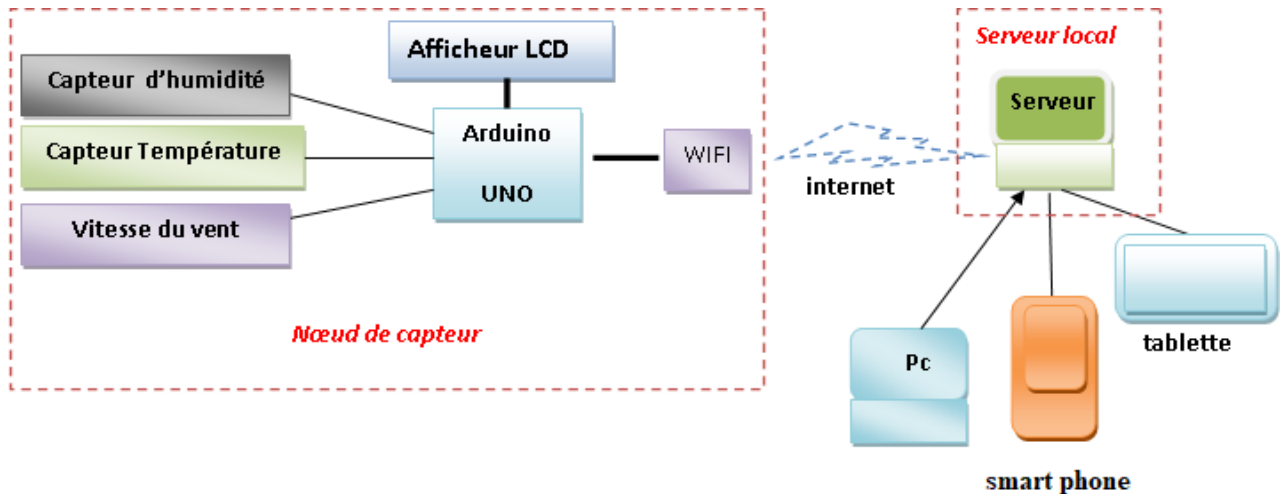 Afficheur LCD
Capteur d'humidité
Capteur Température
Vitesse du vent
Arduino
UNO
WIFI
Nœud de capteur
internet
Serveur local
Serveur
Pc
smart phone
tablette